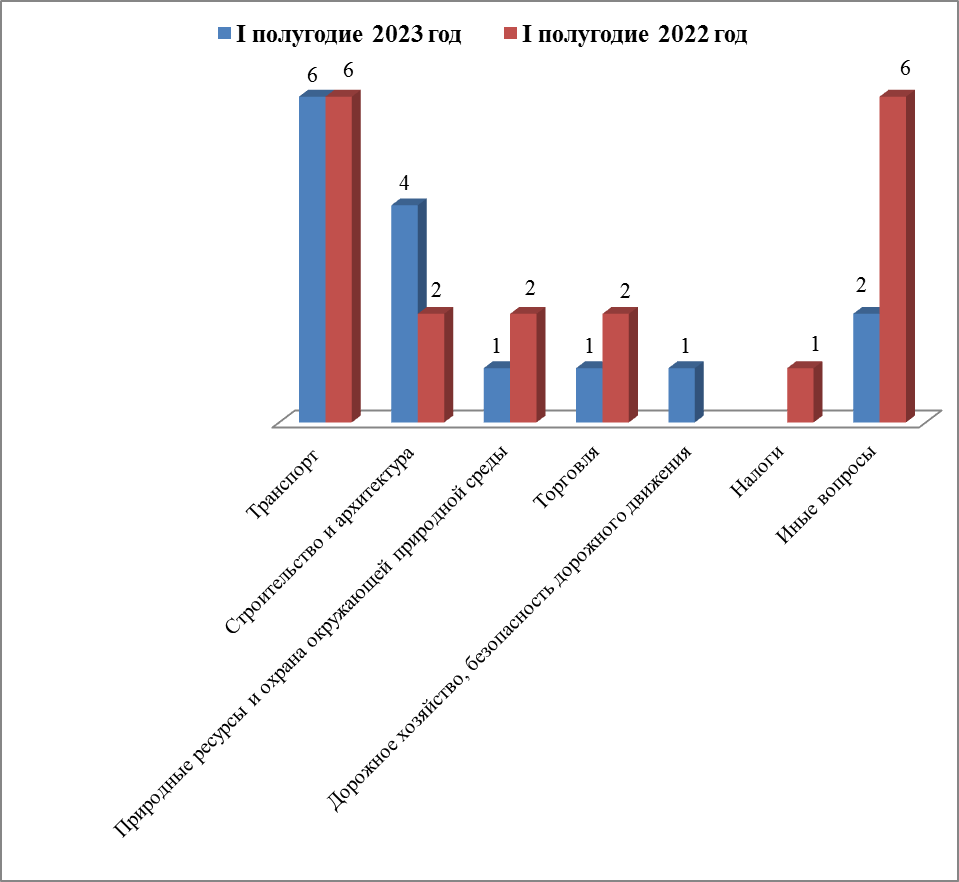 I полугодие 2023 год I полугодие 2022 год
6 6 4 2 1 2 1 2 1 1 2 6
Транспорт
Строительство и архитектура
Природные ресурсы и охрана окружающей природной среды
Торговля
Дорожное хозяйство, безопасность дорожного движения
Налоги
Иные вопросы